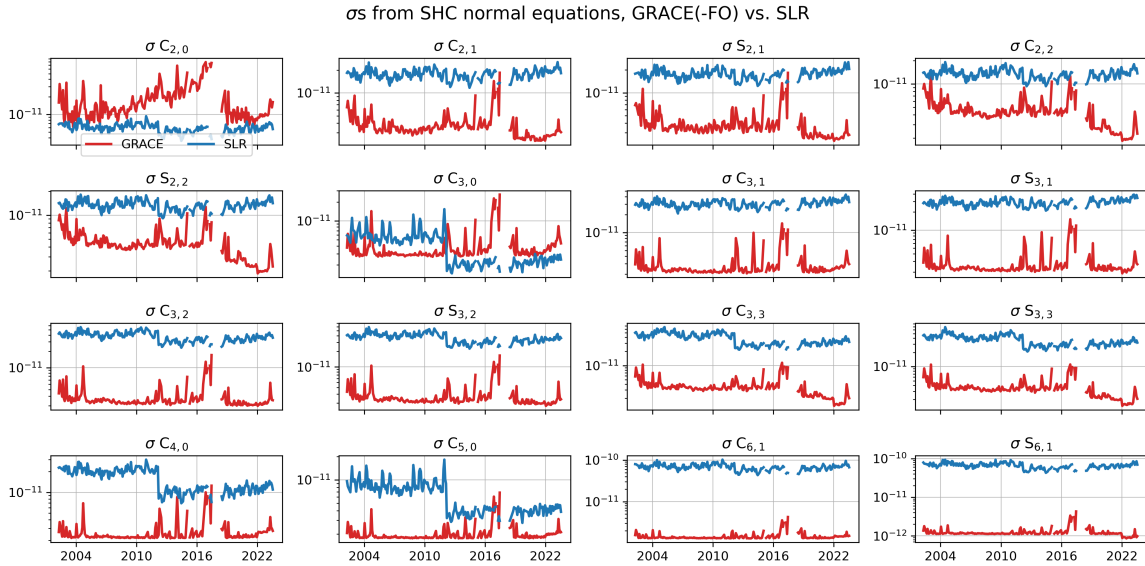 σs from SHC normal equations, GRACE(-FO) vs. SLR
σ C₂,₀
σ C₂,₁
σ S₂,₁
σ C₂,₂
10⁻¹¹
10⁻¹¹
10⁻¹¹
10⁻¹¹
GRACE SLR
σ S₂,₂
σ C₃,₀
σ C₃,₁
σ S₃,₁
10⁻¹¹
10⁻¹¹
10⁻¹¹
10⁻¹¹
σ C₃,₂
σ S₃,₂
σ C₃,₃
σ S₃,₃
10⁻¹¹
10⁻¹¹
10⁻¹¹
10⁻¹¹
σ C₄,₀
σ C₅,₀
σ C₆,₁
σ S₆,₁
10⁻¹¹
10⁻¹¹
10⁻¹⁰
10⁻¹¹
10⁻¹⁰
10⁻¹¹
10⁻¹²
2004 2010 2016 2022
2004 2010 2016 2022
2004 2010 2016 2022
2004 2010 2016 2022